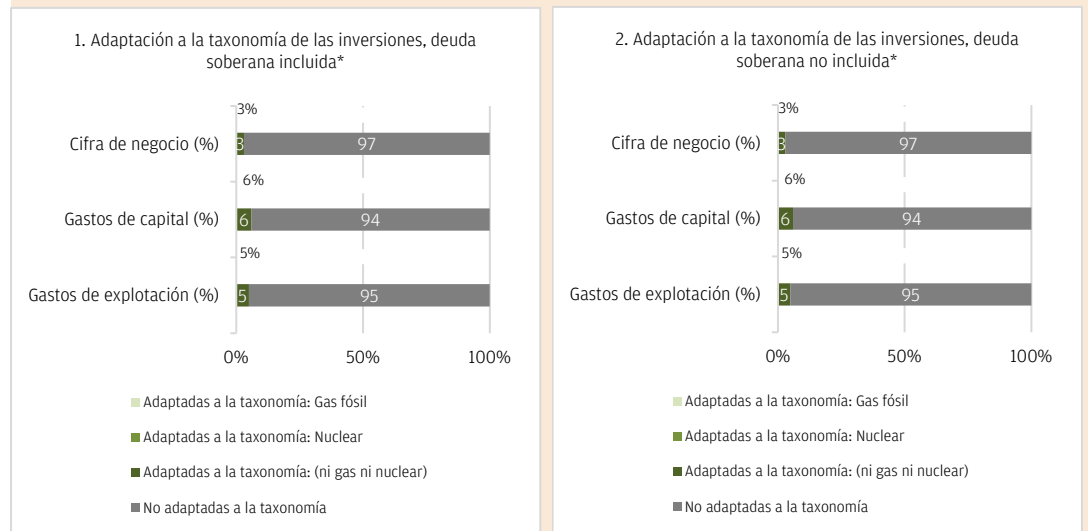 1. Adaptación a la taxonomía de las inversiones, deuda
soberana incluida*
3%
Cifra de negocio (%)
3
97
6%
Gastos de capital (%)
6
94
5%
Gastos de explotación (%)
5
95
0%
50%
100%
Adaptadas a la taxonomía: Gas fósil
Adaptadas a la taxonomía: Nuclear
Adaptadas a la taxonomía: (ni gas ni nuclear)
No adaptadas a la taxonomía
2. Adaptación a la taxonomía de las inversiones, deuda
soberana no incluida*
3%
Cifra de negocio (%)
3
97
6%
Gastos de capital (%)
6
94
5%
Gastos de explotación (%)
5
95
0%
50%
100%
Adaptadas a la taxonomía: Gas fósil
Adaptadas a la taxonomía: Nuclear
Adaptadas a la taxonomía: (ni gas ni nuclear)
No adaptadas a la taxonomía